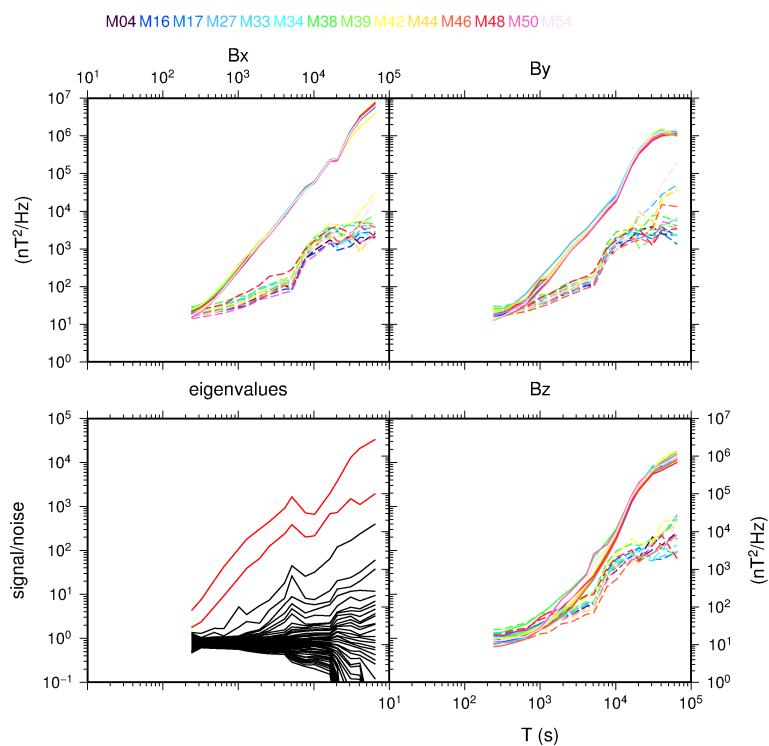 M04 M16 M17 M27 M33 M34 M38 M39 M42 M44 M46 M48 M50 M54
Bx
By
10¹ 10² 10³ 10⁴ 10⁵
(nT²/Hz)
10⁷
10⁶
10⁵
10⁴
10³
10²
10¹
10⁰
eigenvalues
Bz
signal/noise
10⁵
10⁴
10³
10²
10¹
10⁰
10⁻¹
10⁷
10⁶
10⁵
10⁴
10³
10²
10¹
10⁰
(nT²/Hz)
10¹ 10² 10³ 10⁴ 10⁵
T (s)